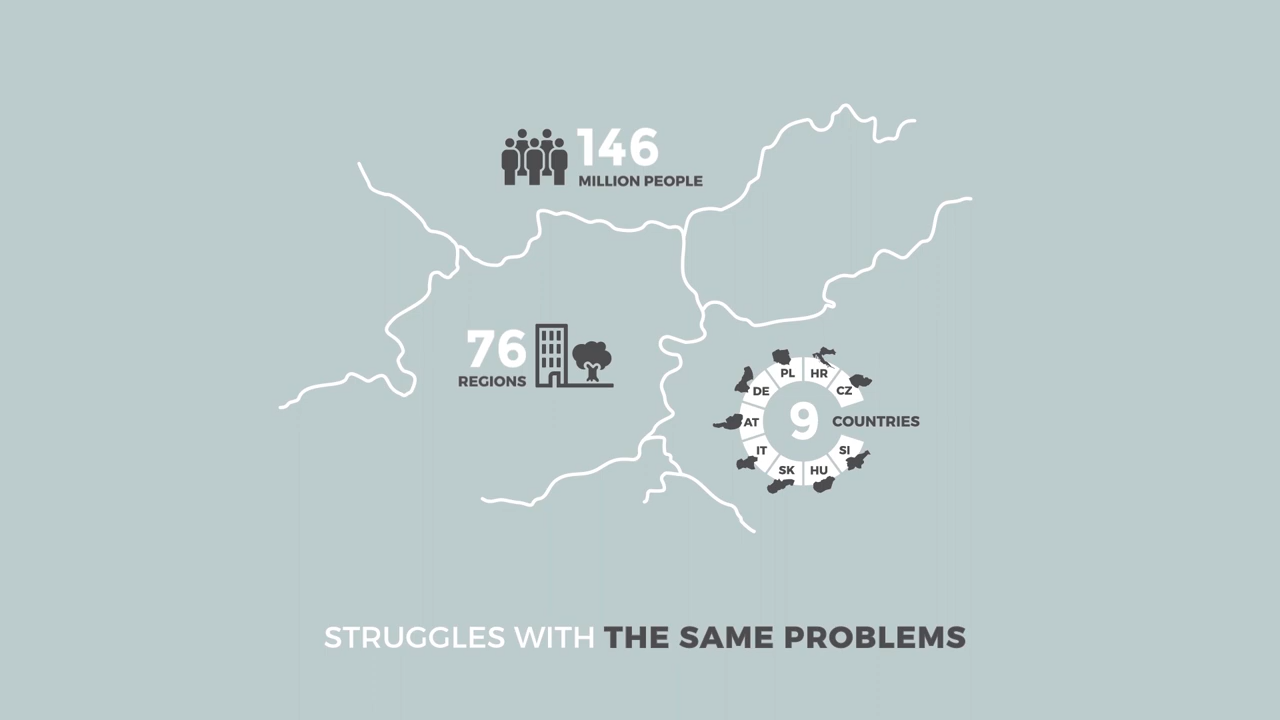 146
MILLION PEOPLE
76
REGIONS
PL HR
DE CZ
9
AT COUNTRIES
IT SI
SK HU
STRUGGLES WITH THE SAME PROBLEMS